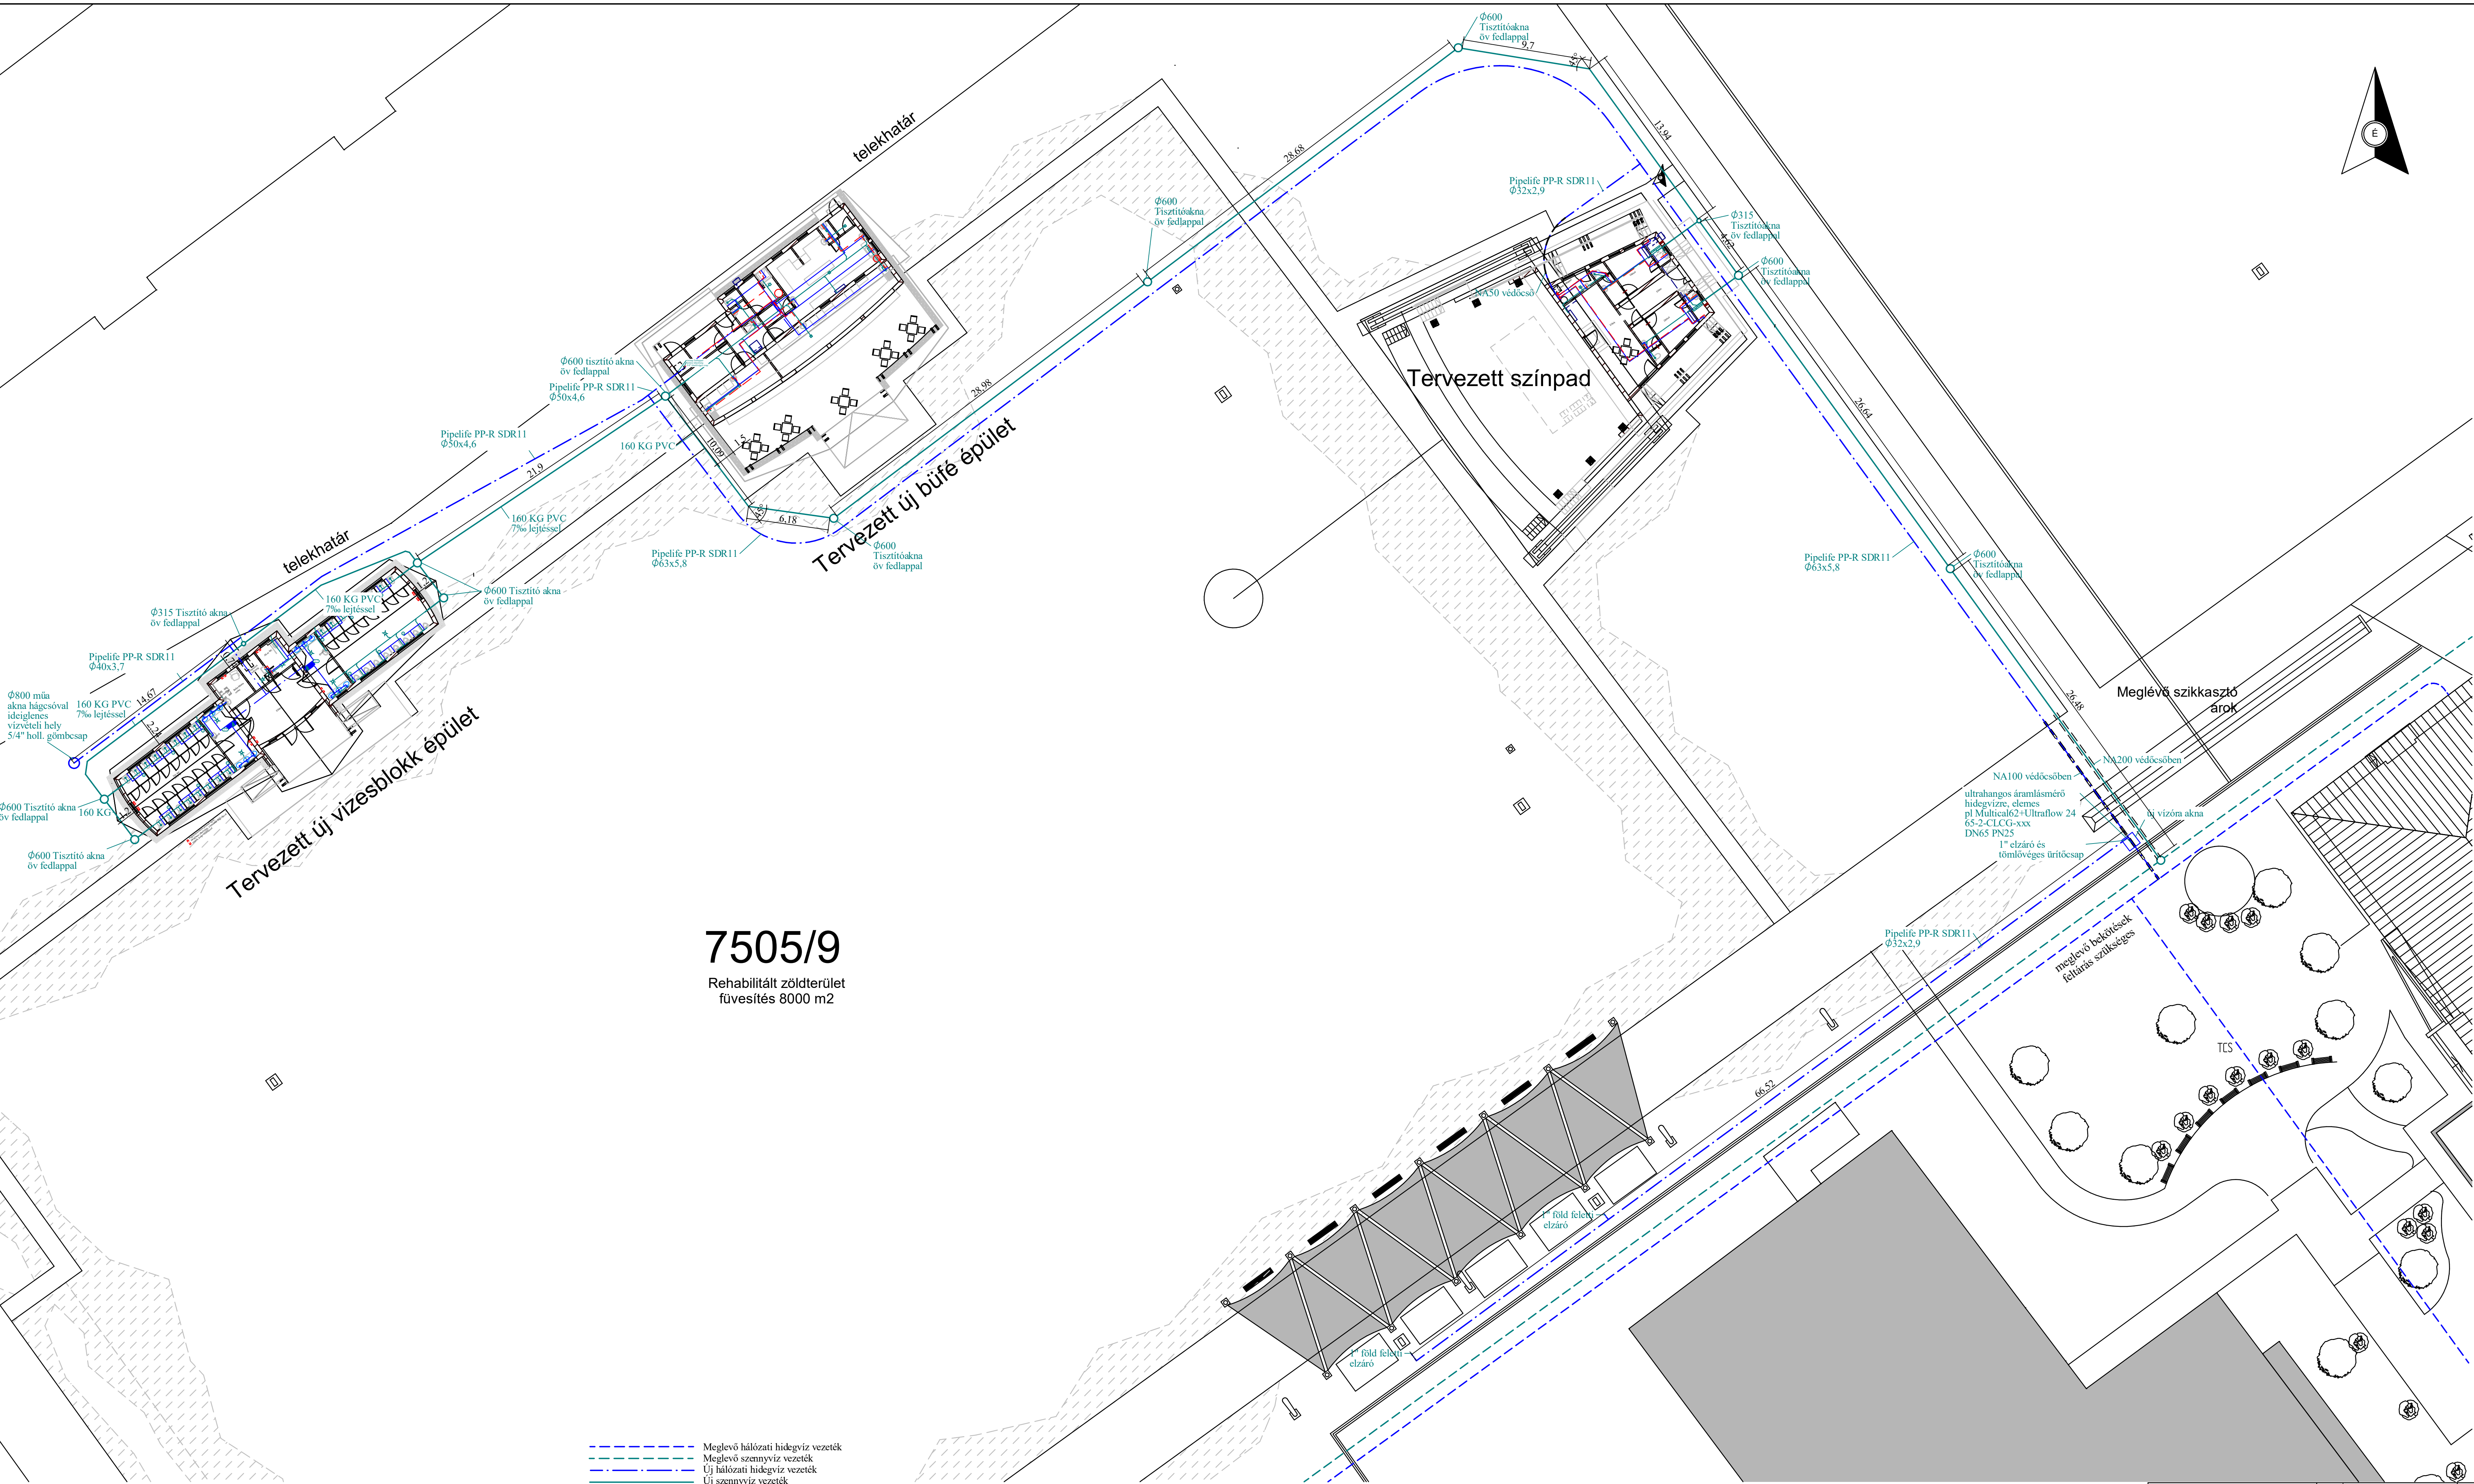 Φ600
Tisztítóakna
öv fedlappal
9,7
45°
É
13,94
telekhatár
28,68
Pipelife PP-R SDR11
Φ32x2,9
Φ600
Tisztítóakna
öv fedlappal
Φ315
Tisztítóakna
öv fedlappal
4,62
Φ600
Tisztítóakna
öv fedlappal
NA50 védőcső
Φ600 tisztító akna
öv fedlappal
Pipelife PP-R SDR11
Φ50x4,6
Tervezett színpad
28,98
26,64
Pipelife PP-R SDR11
Φ50x4,6
160 KG PVC
10,09
1,5
21,9
160 KG PVC
7‰ lejtéssel
45°
6,18
Tervezett új büfé épület
telekhatár
Pipelife PP-R SDR11
Φ63x5,8
Φ600
Tisztítóakna
öv fedlappal
Pipelife PP-R SDR11
Φ63x5,8
Φ600
Tisztítóakna
öv fedlappal
Φ600 Tisztító akna
öv fedlappal
160 KG PVC
7‰ lejtéssel
Φ315 Tisztító akna
öv fedlappal
Pipelife PP-R SDR11
Φ40x3,7
14,67
Φ800 műa
akna hágcsóval
ideiglenes
vízvételi hely
5/4" holl. gömbcsap
160 KG PVC
7‰ lejtéssel
Meglévő szikkasztó
árok
26,48
NA200 védőcsőben
NA100 védőcsőben
ultrahangos áramlásmérő
hidegvízre, elemes
pl Multical62+Ultraflow 24
65-2-CLCG-xxx
DN65 PN25
új vízóra akna
1" elzáró és
tömlővéges ürítőcsap
Φ600 Tisztító akna
öv fedlappal
160 KG
Φ600 Tisztító akna
öv fedlappal
Tervezett új vizesblokk épület
7505/9
Rehabilitált zöldterület
füvesítés 8000 m2
Pipelife PP-R SDR11
Φ32x2,9
meglevő bekötések
feltárás szükséges
TCS
66,52
1" föld feletti
elzáró
1" föld feletti
elzáró
Meglevő hálózati hidegvíz vezeték
Meglevő szennyvíz vezeték
Új hálózati hidegvíz vezeték
Új szennyvíz vezeték